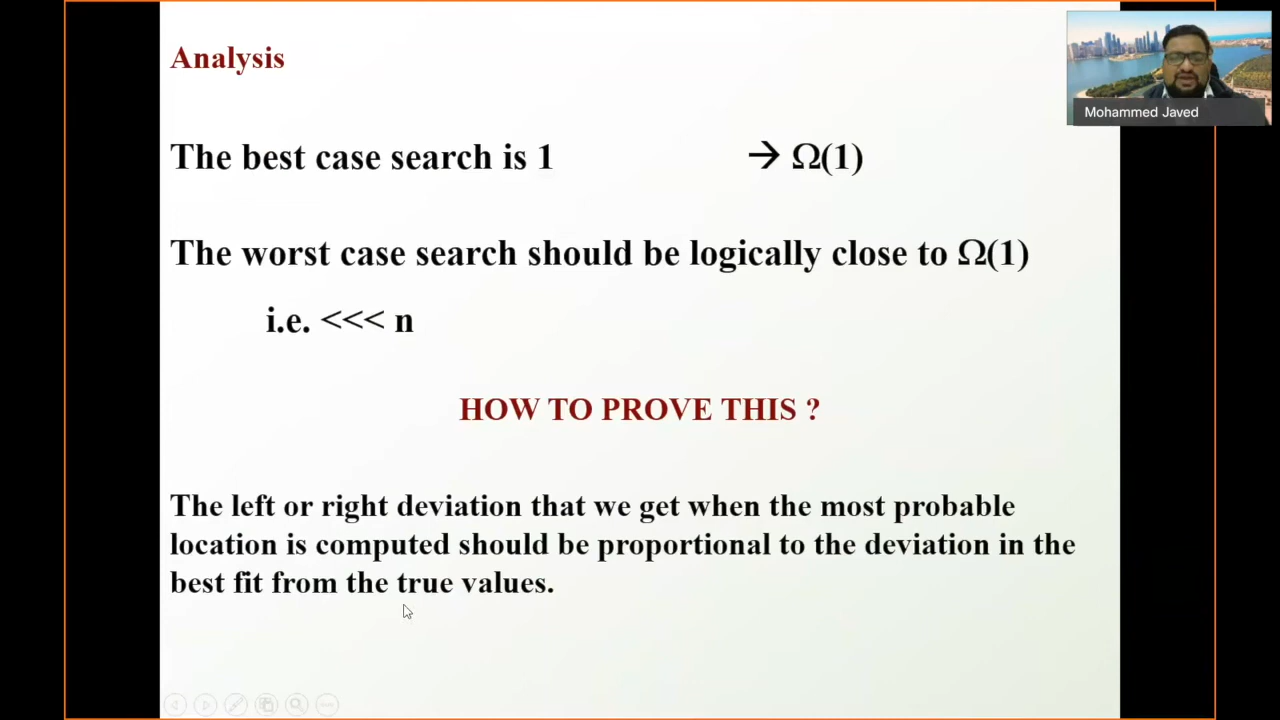 Analysis
Mohammed Javed
The best case search is 1 → Ω(1)
The worst case search should be logically close to Ω(1)
i.e. <<< n
HOW TO PROVE THIS ?
The left or right deviation that we get when the most probable
location is computed should be proportional to the deviation in the
best fit from the true values.